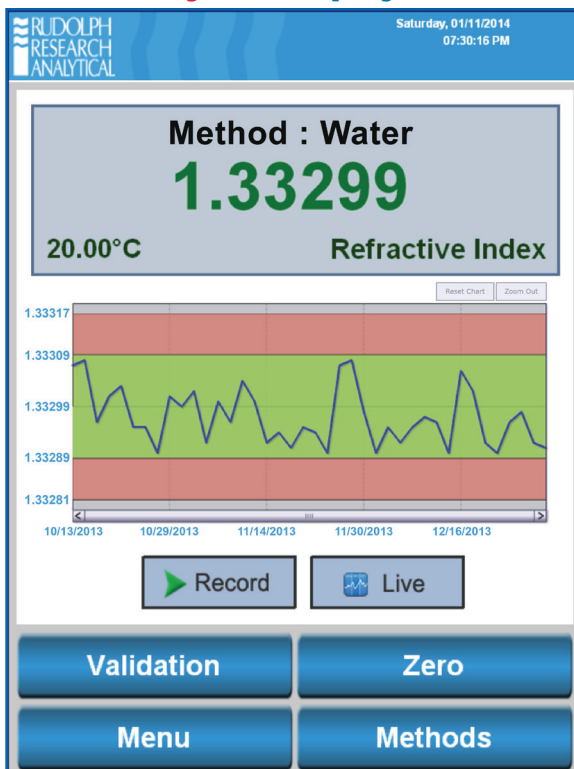 RUDOLPH
RESEARCH
ANALYTICAL
Saturday, 01/11/2014
07:30:16 PM
Method : Water
1.33299
20.00°C Refractive Index
Reset Chart Zoom Out
1.33317
1.33309
1.33299
1.33289
1.33281
10/13/2013 10/29/2013 11/14/2013 11/30/2013 12/16/2013
Record Live
Validation Zero
Menu Methods